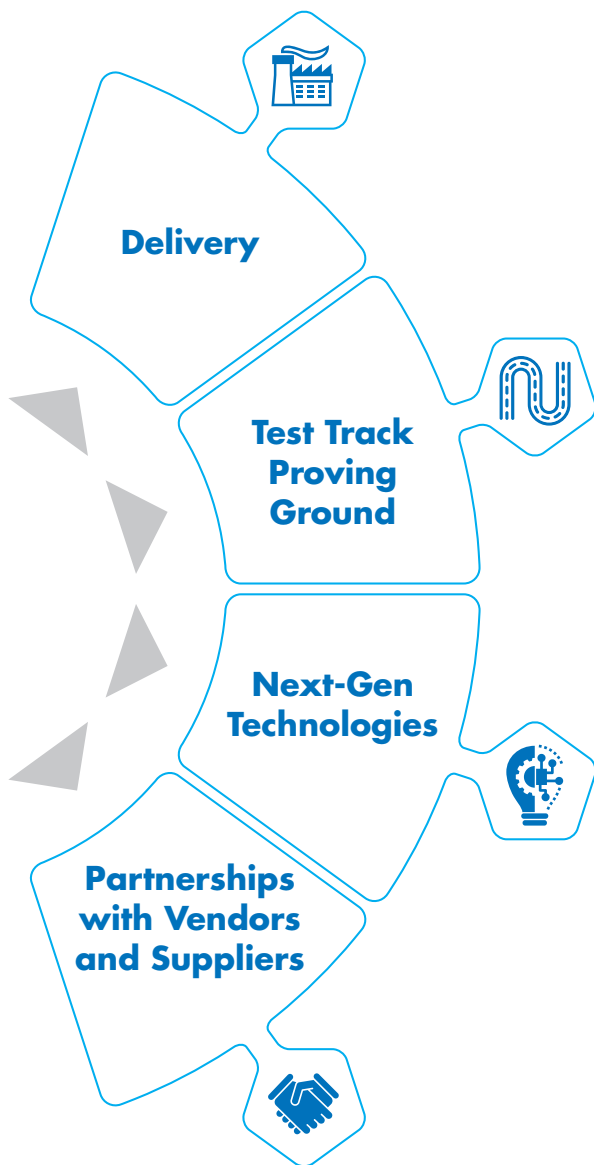 Delivery
Test Track
Proving
Ground
Next-Gen
Technologies
Partnerships
with Vendors
and Suppliers